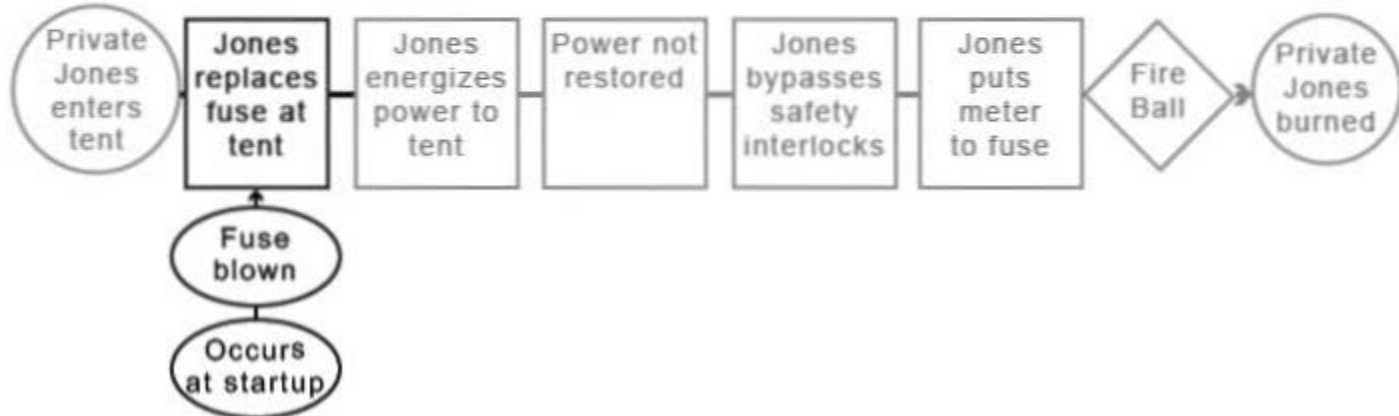 Private
Jones
enters
tent
Jones
replaces
fuse at
tent
Jones
energizes
power to
tent
Power not
restored
Jones
bypasses
safety
interlocks
Jones
puts
meter
to fuse
Fire
Ball
Private
Jones
burned
Fuse
blown
Occurs
at startup